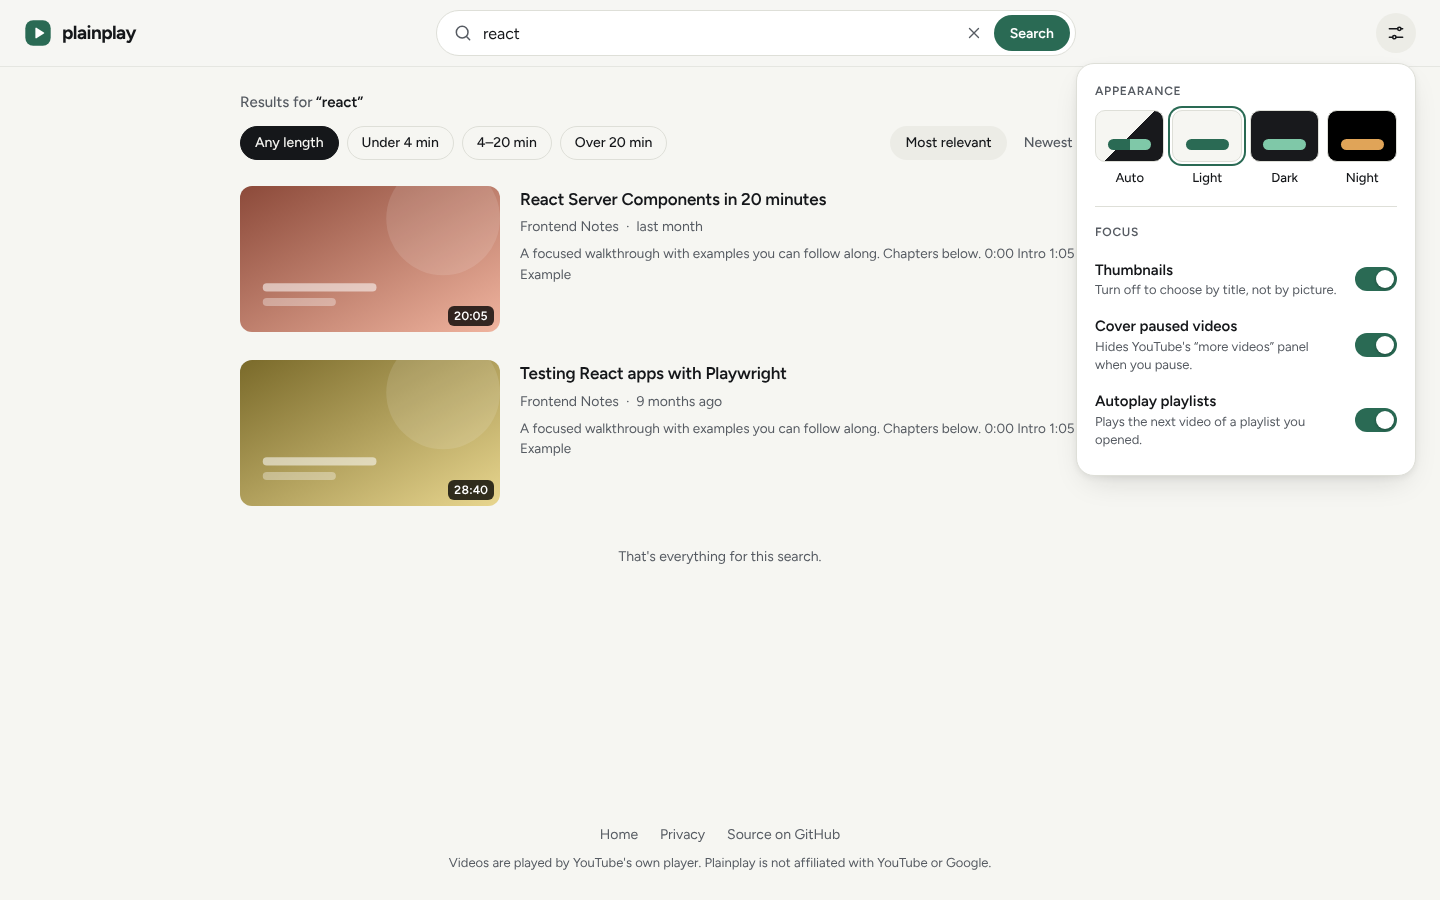 plainplay
react
Search
Results for “react”
Any length
Under 4 min
4–20 min
Over 20 min
Most relevant
Newest
React Server Components in 20 minutes
Frontend Notes · last month
A focused walkthrough with examples you can follow along. Chapters below. 0:00 Intro 1:05
Example
20:05
Testing React apps with Playwright
Frontend Notes · 9 months ago
A focused walkthrough with examples you can follow along. Chapters below. 0:00 Intro 1:05
Example
28:40
That's everything for this search.
APPEARANCE
Auto
Light
Dark
Night
FOCUS
Thumbnails
Turn off to choose by title, not by picture.
Cover paused videos
Hides YouTube's “more videos” panel
when you pause.
Autoplay playlists
Plays the next video of a playlist you
opened.
Home
Privacy
Source on GitHub
Videos are played by YouTube's own player. Plainplay is not affiliated with YouTube or Google.